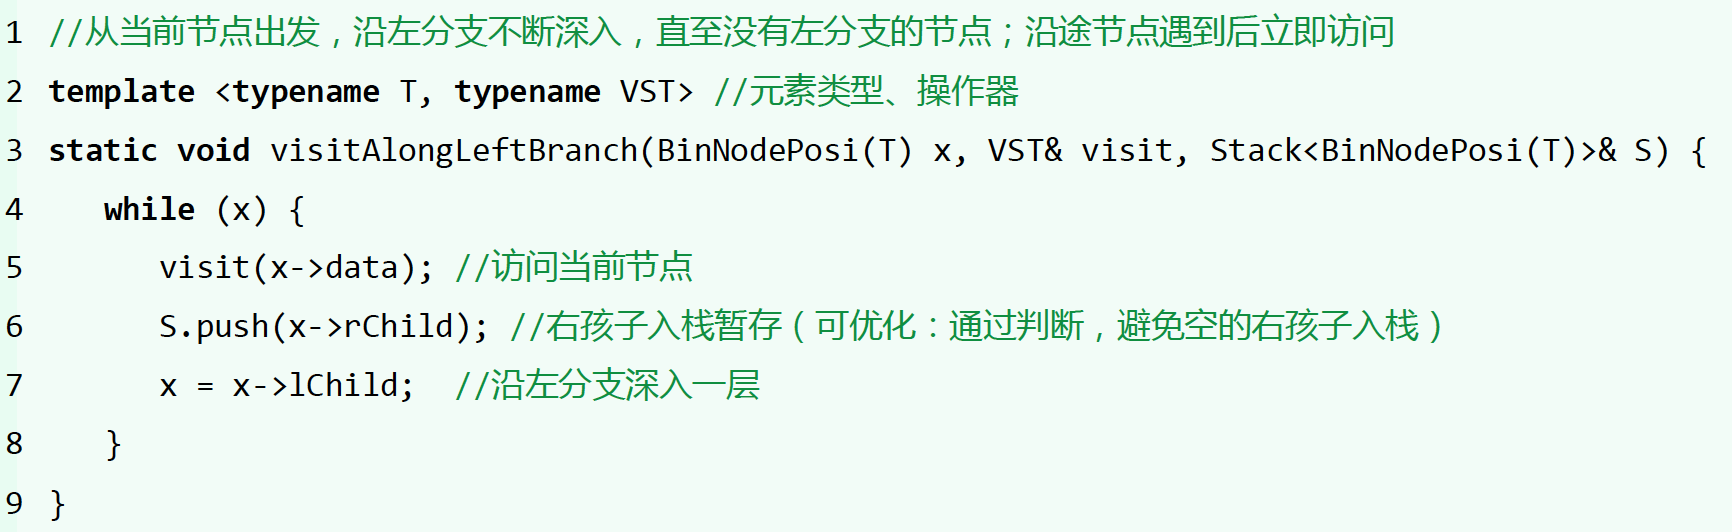 1 //从当前节点出发，沿左分支不断深入，直至没有左分支的节点；沿途节点遇到后立即访问
2 template <typename T, typename VST> //元素类型、操作器
3 static void visitAlongLeftBranch(BinNodePosi(T) x, VST& visit, Stack<BinNodePosi(T)>& S) {
4    while (x) {
5       visit(x->data); //访问当前节点
6       S.push(x->rChild); //右孩子入栈暂存（可优化：通过判断，避免空的右孩子入栈）
7       x = x->lChild;  //沿左分支深入一层
8    }
9 }